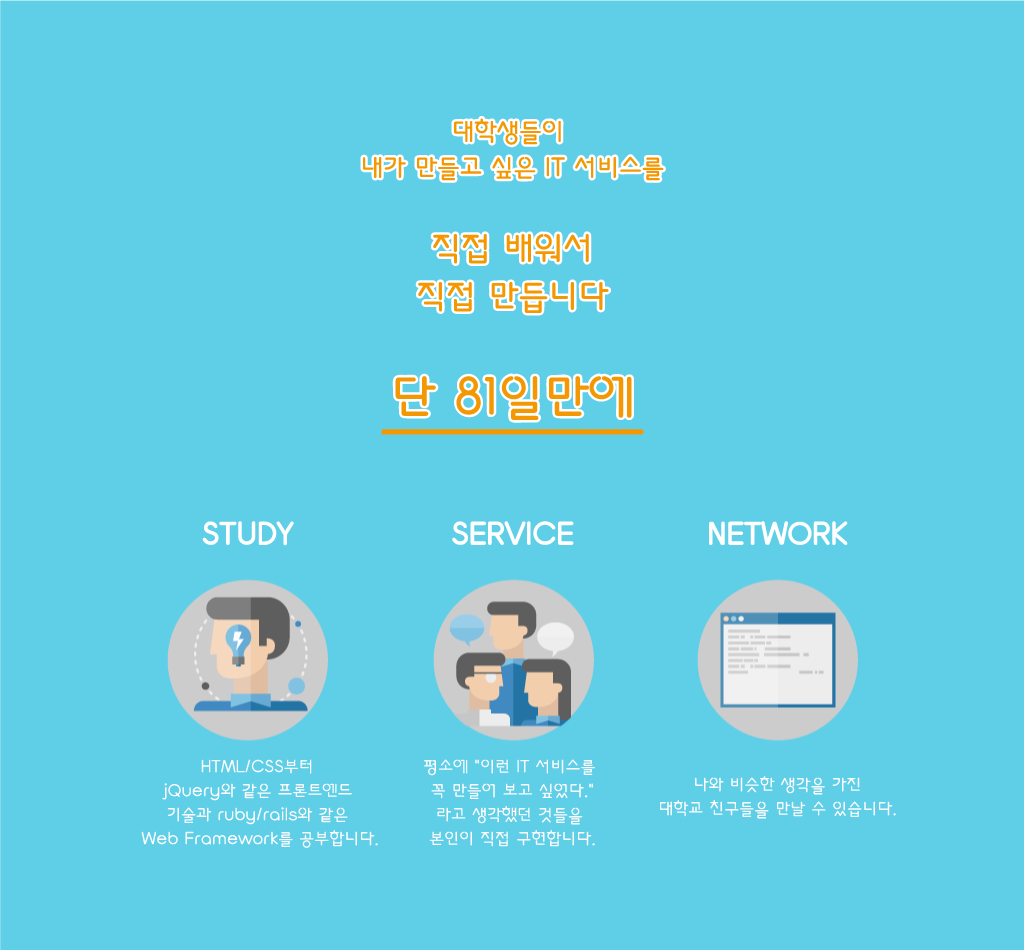 대학생들이
내가 만들고 싶은 IT 서비스를
직접 배워서
직접 만듭니다
단 81일만에
STUDY
HTML/CSS부터
jQuery와 같은 프론트엔드
기술과 ruby/rails와 같은
Web Framework를 공부합니다.
SERVICE
평소에 "이런 IT 서비스를
꼭 만들어 보고 싶었다."
라고 생각했던 것들을
본인이 직접 구현합니다.
NETWORK
나와 비슷한 생각을 가진
대학교 친구들을 만날 수 있습니다.